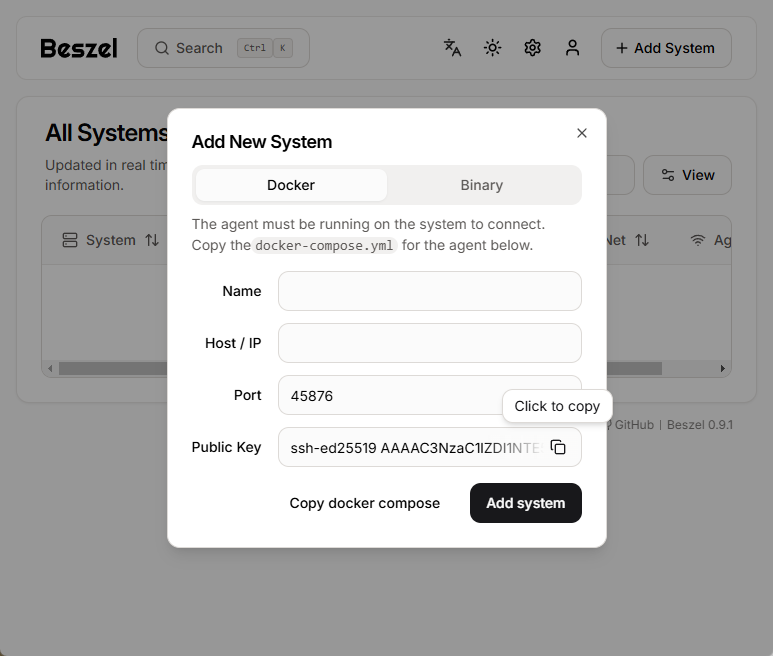 Beszel
Search Ctrl K
+ Add System
All Systems
Updated in real tim
information.
View
System
Net
Ag
Add New System
Docker
Binary
The agent must be running on the system to connect.
Copy the docker-compose.yml for the agent below.
Name
Host / IP
Port
45876
Click to copy
Public Key
ssh-ed25519 AAAAC3NzaC1lZDI1NTE
Copy docker compose
Add system
GitHub | Beszel 0.9.1